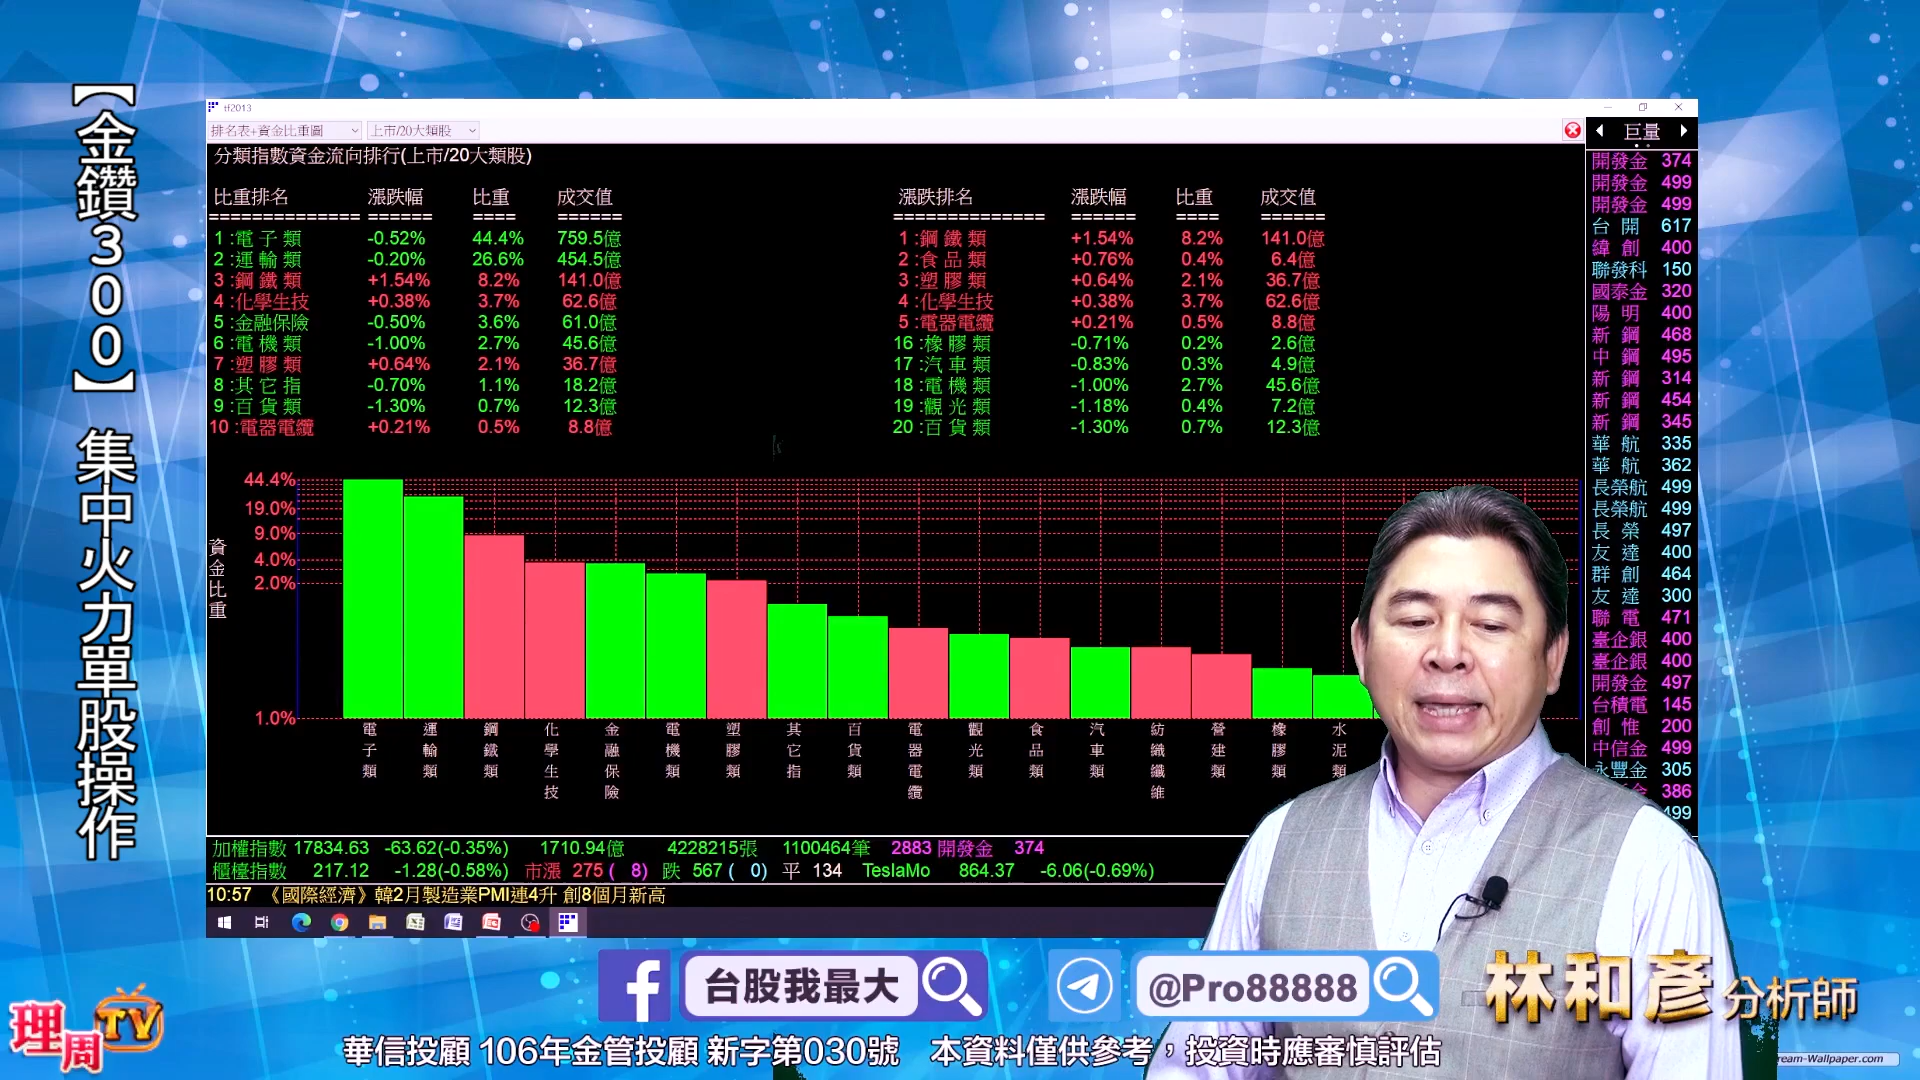 【金鑽300】集中火力單股操作
tf2013
排名表+資金比重圖
上市/20大類股
分類指數資金流向排行(上市/20大類股)
比重排名 漲跌幅 比重 成交值
1 :電子類 -0.52% 44.4% 759.5億
2 :運輸類 -0.20% 26.6% 454.5億
3 :鋼鐵類 +1.54% 8.2% 141.0億
4 :化學生技 +0.38% 3.7% 62.6億
5 :金融保險 -0.50% 3.6% 61.0億
6 :電機類 -1.00% 2.7% 45.6億
7 :塑膠類 +0.64% 2.1% 36.7億
8 :其它指 -0.70% 1.1% 18.2億
9 :百貨類 -1.30% 0.7% 12.3億
10 :電器電纜 +0.21% 0.5% 8.8億
漲跌排名 漲跌幅 比重 成交值
1 :鋼鐵類 +1.54% 8.2% 141.0億
2 :食品類 +0.76% 0.4% 6.4億
3 :塑膠類 +0.64% 2.1% 36.7億
4 :化學生技 +0.38% 3.7% 62.6億
5 :電器電纜 +0.21% 0.5% 8.8億
16 :橡膠類 -0.71% 0.2% 2.6億
17 :汽車類 -0.83% 0.3% 4.9億
18 :電機類 -1.00% 2.7% 45.6億
19 :觀光類 -1.18% 0.4% 7.2億
20 :百貨類 -1.30% 0.7% 12.3億
資金比重
44.4%
19.0%
9.0%
4.0%
2.0%
1.0%
電子類
運輸類
鋼鐵類
化學生技
金融保險
電機類
塑膠類
其它指
百貨類
電器電纜
觀光類
食品類
汽車類
紡織纖維
營建類
橡膠類
水泥類
巨量
開發金 374
開發金 499
開發金 499
台開 617
緯創 400
聯發科 150
國泰金 320
陽明 400
新鋼 468
中鋼 495
新鋼 314
新鋼 454
新鋼 345
華航 335
華航 362
長榮航 499
長榮航 499
長榮 497
友達 400
群創 464
友達 300
聯電 471
臺企銀 400
臺企銀 400
開發金 497
台積電 145
創惟 200
中信金 499
永豐金 305
金 386
499
加權指數 17834.63 -63.62(-0.35%) 1710.94億 4228215張 1100464筆 2883 開發金 374
櫃檯指數 217.12 -1.28(-0.58%) 市漲 275 ( 8) 跌 567 ( 0) 平 134 TeslaMo 864.37 -6.06(-0.69%)
10:57 《國際經濟》韓2月製造業PMI連4升 創8個月新高
台股我最大
@Pro88888
林和彥 分析師
理周TV
華信投顧 106年金管投顧 新字第030號 本資料僅供參考，投資時應審慎評估
ream-Wallpaper.com